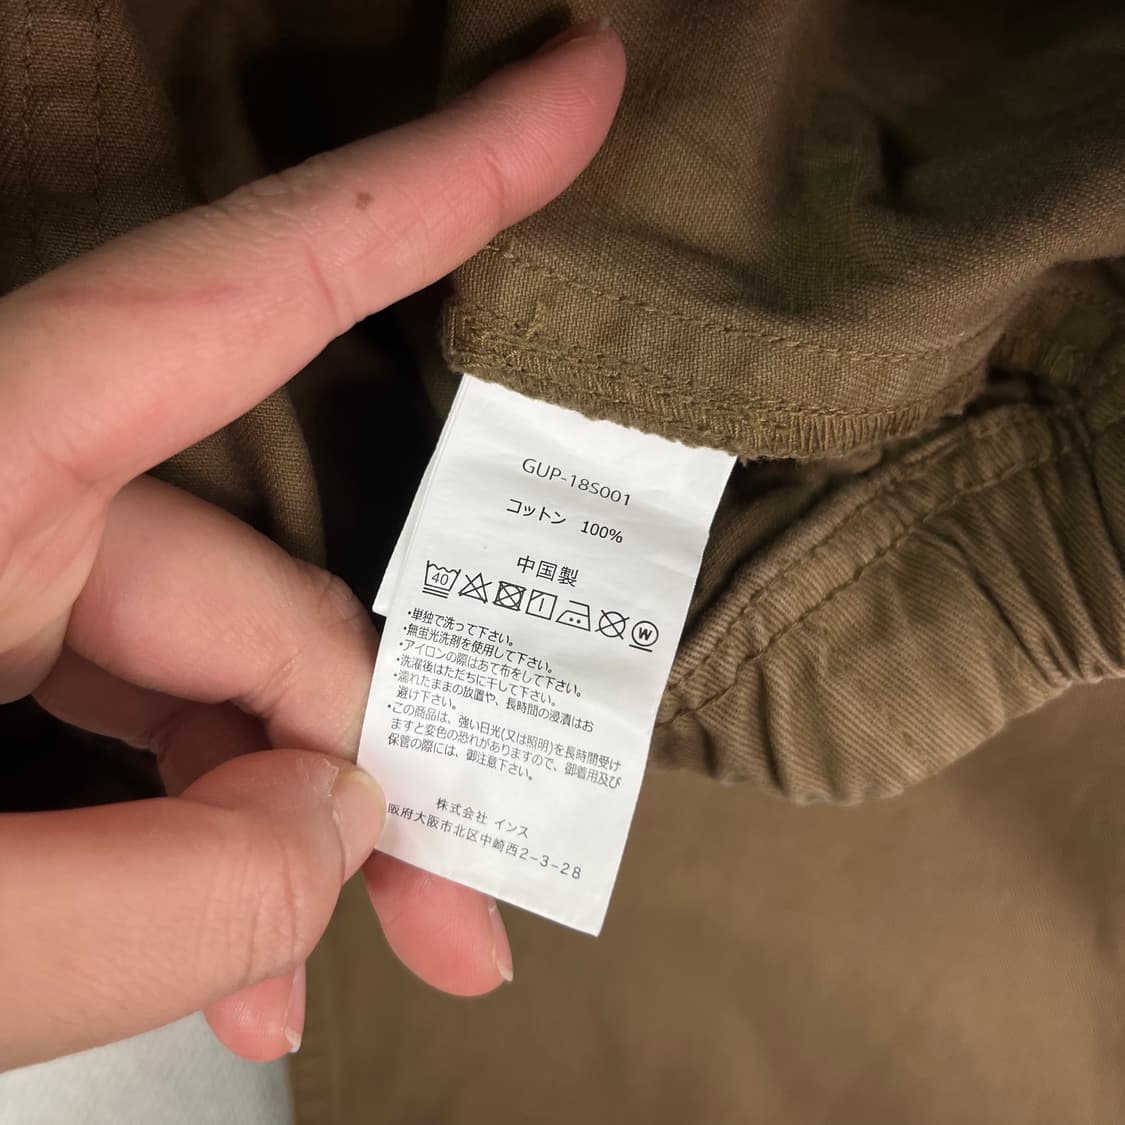 GUP-18S001
コットン 100%
中国製
40
W
・単独で洗って下さい。
・無蛍光洗剤を使用して下さい。
・アイロンの際はあて布をして下さい。
・洗濯後はただちに干して下さい。
・濡れたままの放置や、長時間の浸漬はお
避け下さい。
・この商品は、強い日光(又は照明)を長時間受け
ますと変色の恐れがありますので、御着用及び
保管の際には、御注意下さい。
株式会社 インス
阪府大阪市北区中崎西2-3-28